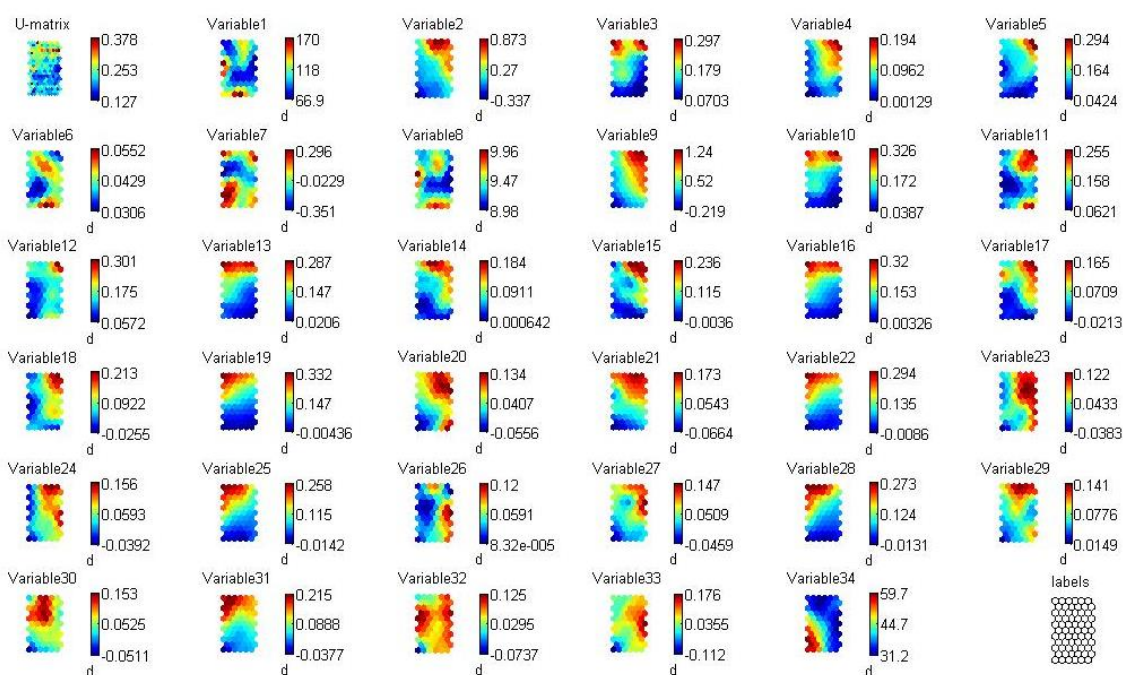 U-matrix
0.378
0.253
0.127
Variable1
170
118
66.9
d
Variable2
0.873
0.27
-0.337
d
Variable3
0.297
0.179
0.0703
d
Variable4
0.194
0.0962
0.00129
d
Variable5
0.294
0.164
0.0424
d
Variable6
0.0552
0.0429
0.0306
d
Variable7
0.296
-0.0229
-0.351
d
Variable8
9.96
9.47
8.98
d
Variable9
1.24
0.52
-0.219
d
Variable10
0.326
0.172
0.0387
d
Variable11
0.255
0.158
0.0621
d
Variable12
0.301
0.175
0.0572
d
Variable13
0.287
0.147
0.0206
d
Variable14
0.184
0.0911
0.000642
d
Variable15
0.236
0.115
-0.0036
d
Variable16
0.32
0.153
0.00326
d
Variable17
0.165
0.0709
-0.0213
d
Variable18
0.213
0.0922
-0.0255
d
Variable19
0.332
0.147
-0.00436
d
Variable20
0.134
0.0407
-0.0556
d
Variable21
0.173
0.0543
-0.0664
d
Variable22
0.294
0.135
-0.0086
d
Variable23
0.122
0.0433
-0.0383
d
Variable24
0.156
0.0593
-0.0392
d
Variable25
0.258
0.115
-0.0142
d
Variable26
0.12
0.0591
8.32e-005
d
Variable27
0.147
0.0509
-0.0459
d
Variable28
0.273
0.124
-0.0131
d
Variable29
0.141
0.0776
0.0149
d
Variable30
0.153
0.0525
-0.0511
d
Variable31
0.215
0.0888
-0.0377
d
Variable32
0.125
0.0295
-0.0737
d
Variable33
0.176
0.0355
-0.112
d
Variable34
59.7
44.7
31.2
d
labels